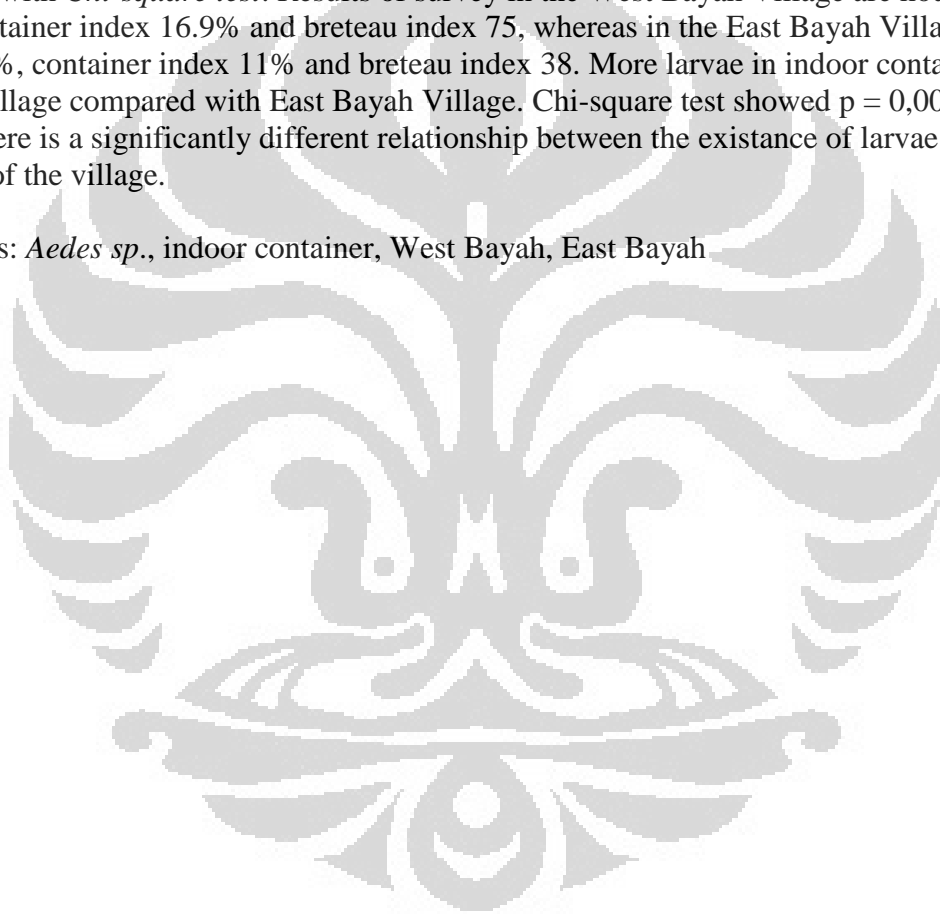 with Chi-square test. Results of survey in the West Bayah Village are hou
tainer index 16.9% and breteau index 75, whereas in the East Bayah Villa
%, container index 11% and breteau index 38. More larvae in indoor conta
illage compared with East Bayah Village. Chi-square test showed p = 0,00
ere is a significantly different relationship between the existance of larvae
of the village.
s: Aedes sp., indoor container, West Bayah, East Bayah